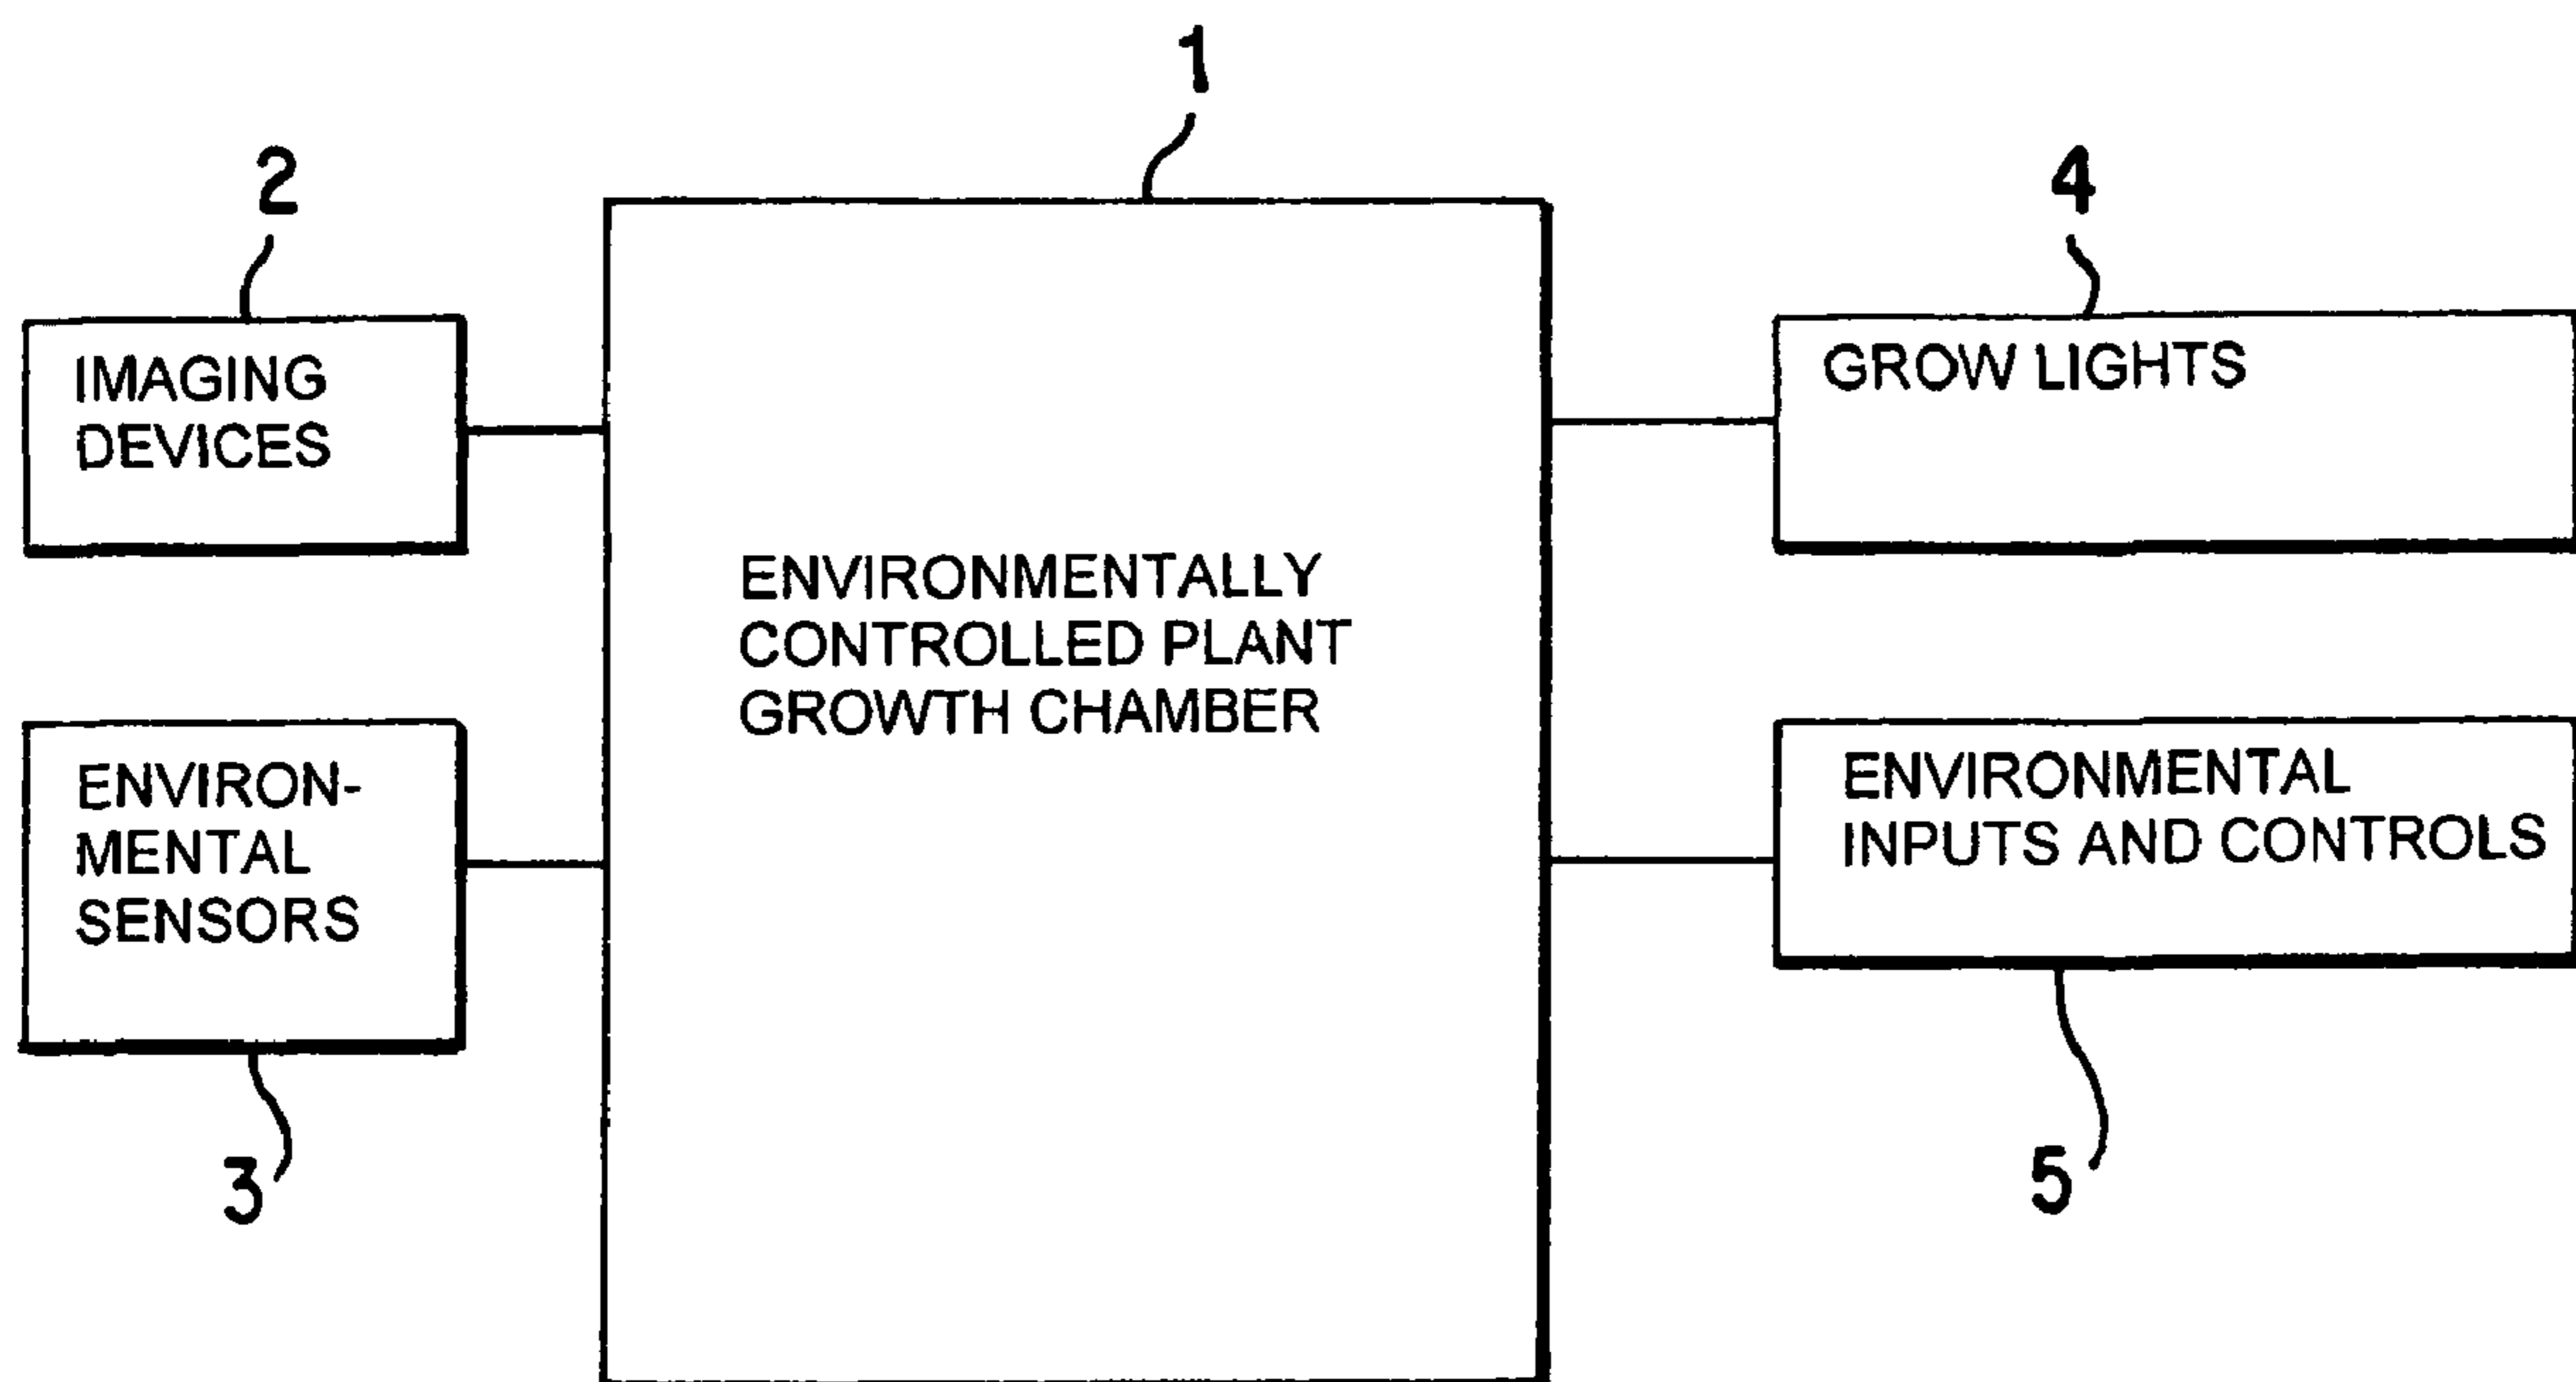 1
2
4
IMAGING
DEVICES
GROW LIGHTS
ENVIRONMENTALLY
CONTROLLED PLANT
GROWTH CHAMBER
ENVIRON-
MENTAL
SENSORS
ENVIRONMENTAL
INPUTS AND CONTROLS
3
5